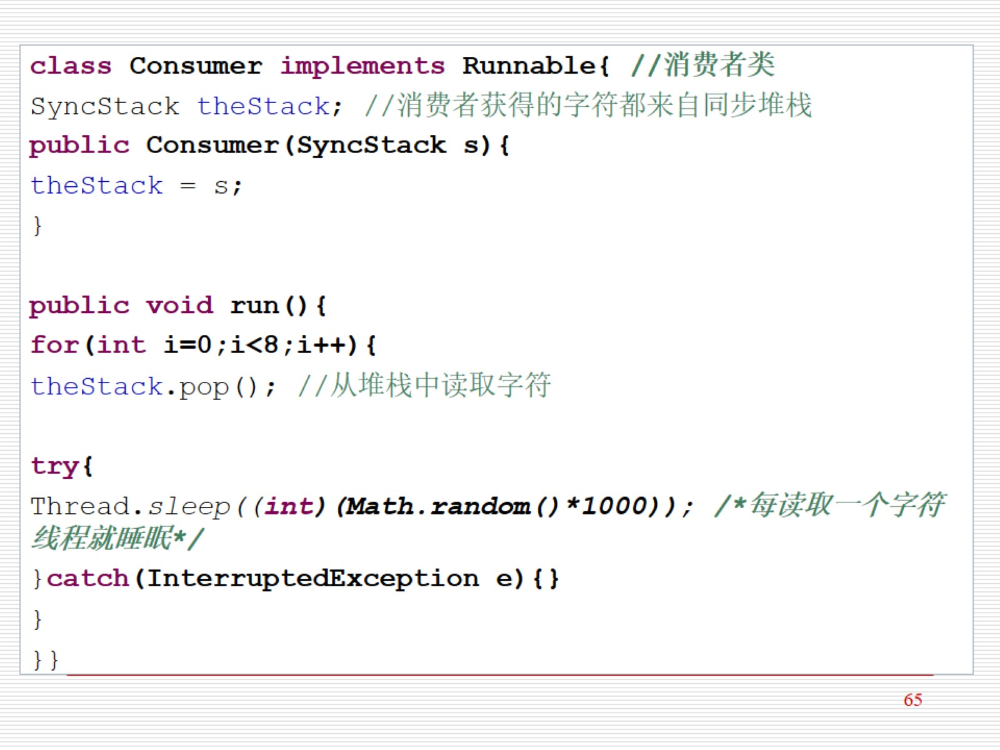 class Consumer implements Runnable{ //消费者类
SyncStack theStack; //消费者获得的字符都来自同步堆栈
public Consumer(SyncStack s){
theStack = s;
}
public void run(){
for(int i=0;i<8;i++){
theStack.pop(); //从堆栈中读取字符
try{
Thread.sleep((int)(Math.random()*1000)); /*每读取一个字符
线程就睡眠*/
}catch(InterruptedException e){}
}
}}
65